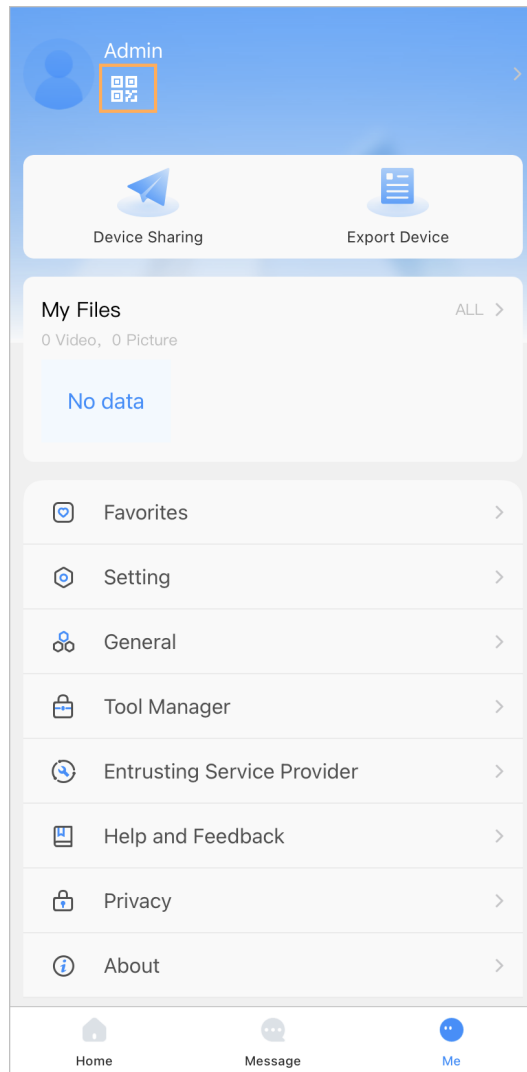 Admin
Device Sharing Export Device
My Files ALL
0 Video, 0 Picture
No data
Favorites
Setting
General
Tool Manager
Entrusting Service Provider
Help and Feedback
Privacy
About
Home Message Me